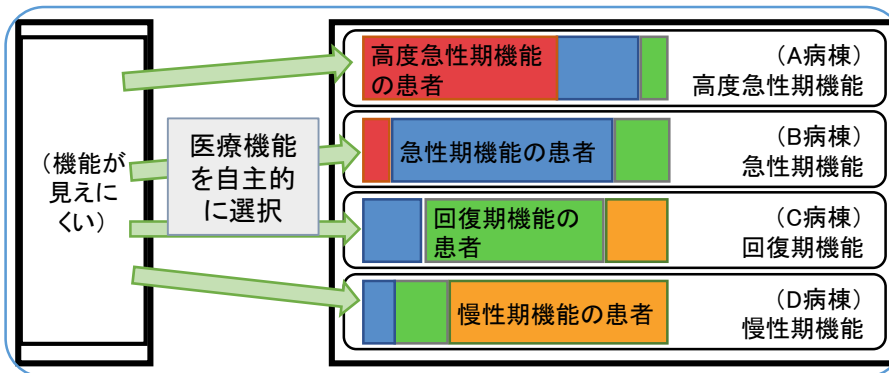 (機能が
見えに
くい)
医療機能
を自主的
に選択
高度急性期機能
の患者
(A病棟)
高度急性期機能
急性期機能の患者
(B病棟)
急性期機能
回復期機能の
患者
(C病棟)
回復期機能
慢性期機能の患者
(D病棟)
慢性期機能